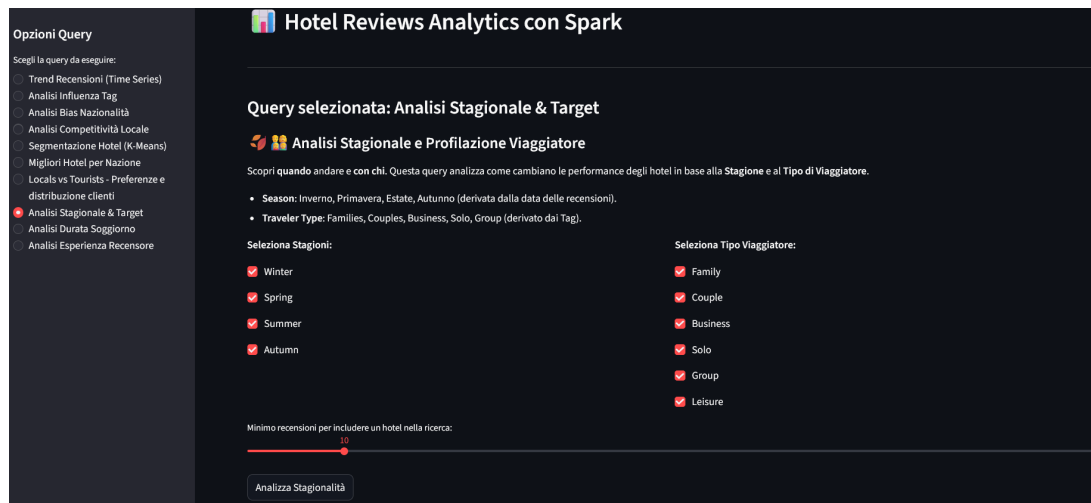 Opzioni Query
Scegli la query da eseguire:
Trend Recensioni (Time Series)
Analisi Influenza Tag
Analisi Bias Nazionalità
Analisi Competitività Locale
Segmentazione Hotel (K-Means)
Migliori Hotel per Nazione
Locals vs Tourists - Preferenze e
distribuzione clienti
Analisi Stagionale & Target
Analisi Durata Soggiorno
Analisi Esperienza Recensore
Hotel Reviews Analytics con Spark
Query selezionata: Analisi Stagionale & Target
Analisi Stagionale e Profilazione Viaggiatore
Scopri quando andare e con chi. Questa query analizza come cambiano le performance degli hotel in base alla Stagione e al Tipo di Viaggiatore.
• Season: Inverno, Primavera, Estate, Autunno (derivata dalla data delle recensioni).
• Traveler Type: Families, Couples, Business, Solo, Group (derivato dai Tag).
Seleziona Stagioni:
Winter
Spring
Summer
Autumn
Seleziona Tipo Viaggiatore:
Family
Couple
Business
Solo
Group
Leisure
Minimo recensioni per includere un hotel nella ricerca:
10
Analizza Stagionalità